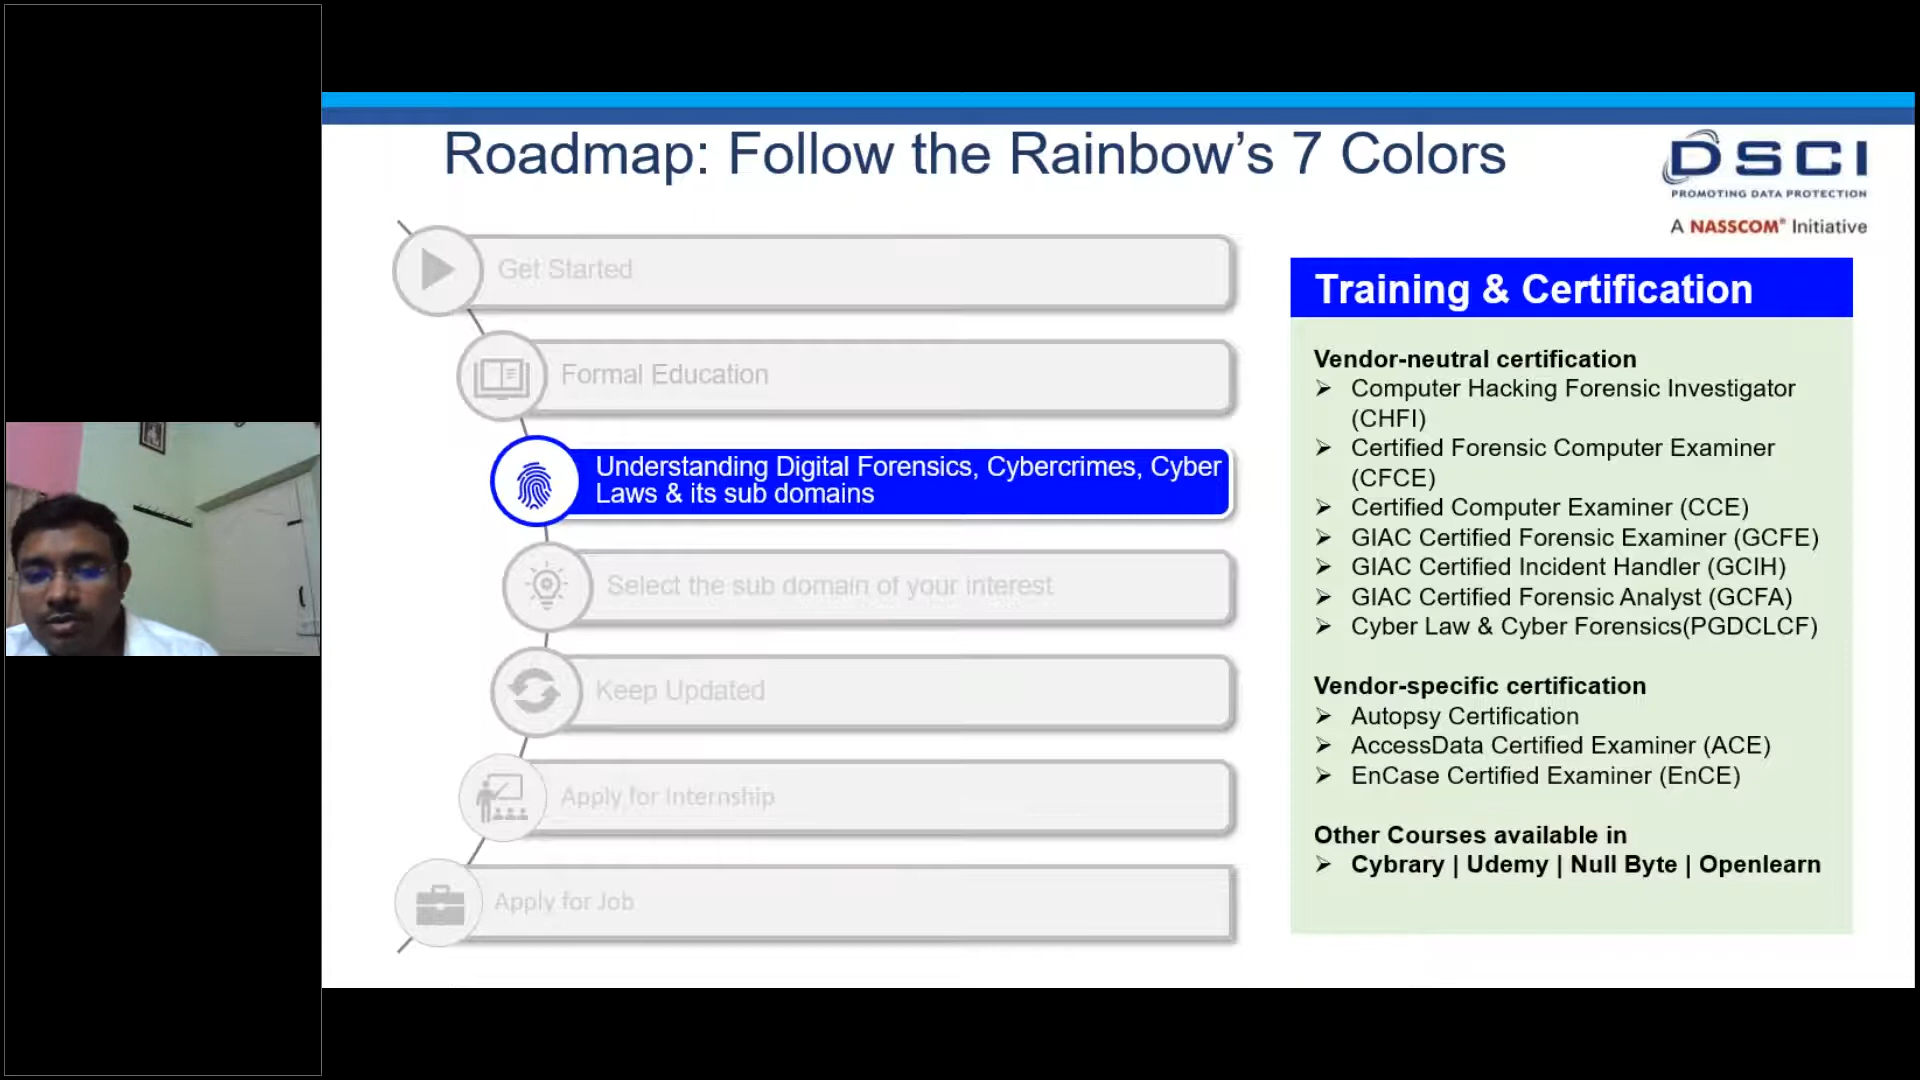 Roadmap: Follow the Rainbow's 7 Colors
DSCI
PROMOTING DATA PROTECTION
A NASSCOM® Initiative
Get Started
Formal Education
Understanding Digital Forensics, Cybercrimes, Cyber
Laws & its sub domains
Select the sub domain of your interest
Keep Updated
Apply for Internship
Apply for Job
Training & Certification
Vendor-neutral certification
➢ Computer Hacking Forensic Investigator
(CHFI)
➢ Certified Forensic Computer Examiner
(CFCE)
➢ Certified Computer Examiner (CCE)
➢ GIAC Certified Forensic Examiner (GCFE)
➢ GIAC Certified Incident Handler (GCIH)
➢ GIAC Certified Forensic Analyst (GCFA)
➢ Cyber Law & Cyber Forensics(PGDCLCF)
Vendor-specific certification
➢ Autopsy Certification
➢ AccessData Certified Examiner (ACE)
➢ EnCase Certified Examiner (EnCE)
Other Courses available in
➢ Cybrary | Udemy | Null Byte | Openlearn